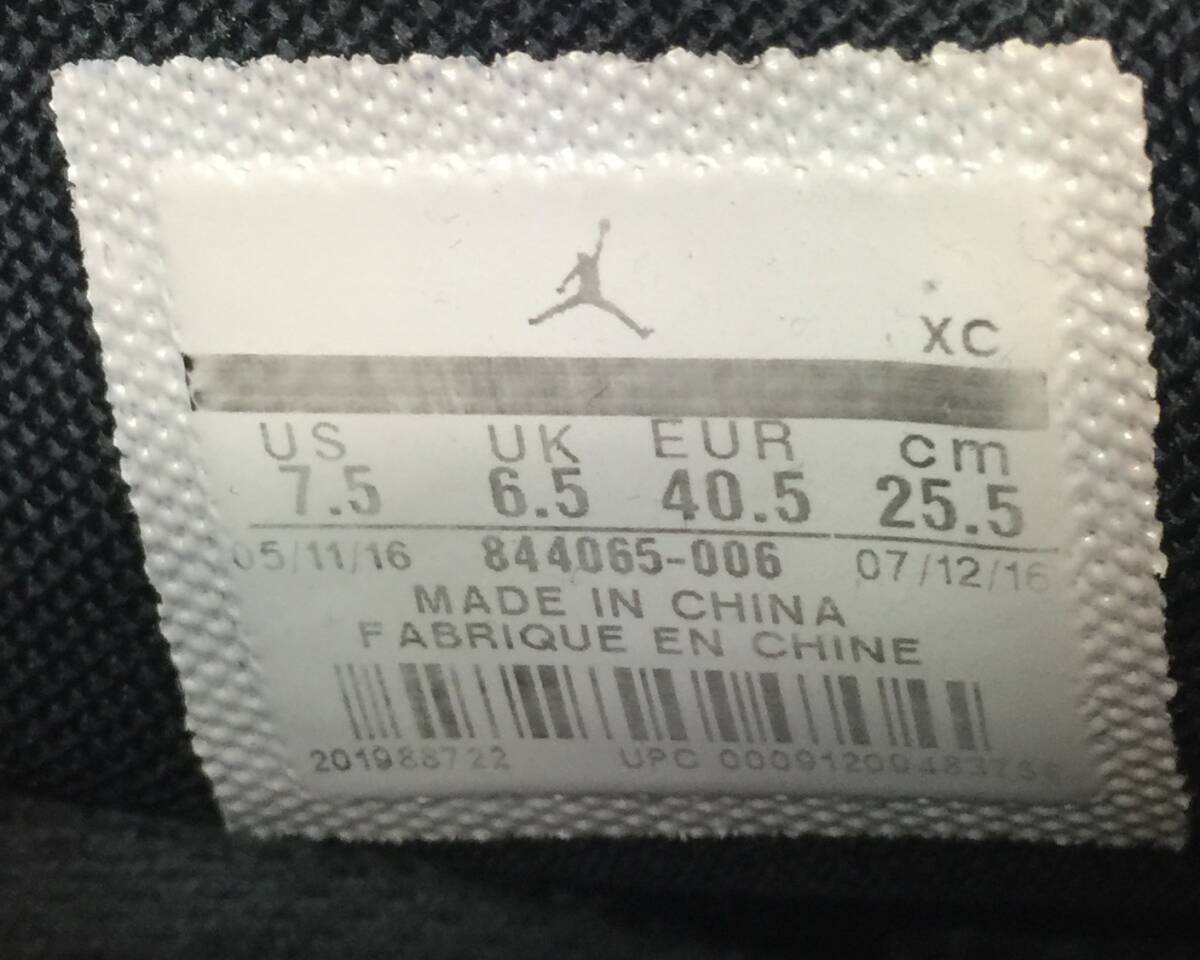 XC
US UK EUR cm
7.5 6.5 40.5 25.5
05/11/16 844065-006 07/12/16
MADE IN CHINA
FABRIQUE EN CHINE
201988722 UPC